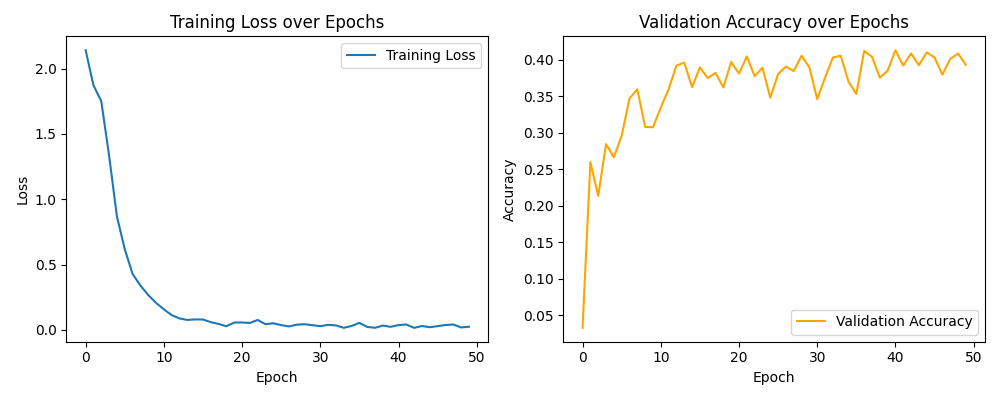 Training Loss over Epochs
Training Loss
2.0
1.5
1.0
0.5
0.0
Loss
0 10 20 30 40 50
Epoch
Validation Accuracy over Epochs
0.40
0.35
0.30
0.25
0.20
0.15
0.10
0.05
Accuracy
Validation Accuracy
0 10 20 30 40 50
Epoch